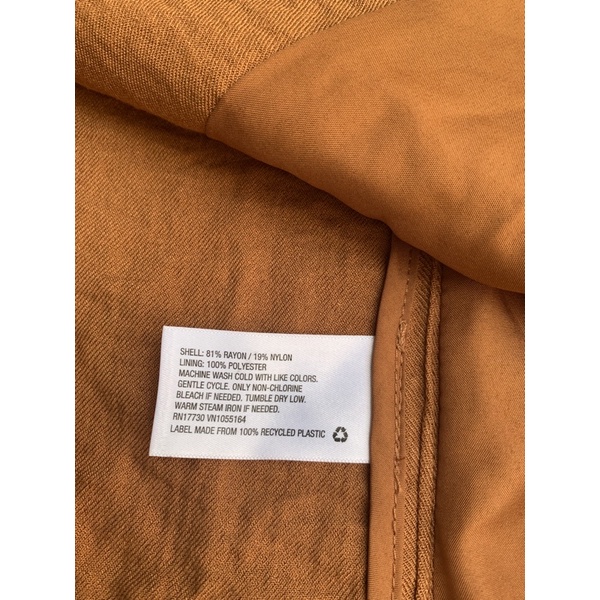 SHELL: 81% RAYON / 19% NYLON
LINING: 100% POLYESTER
MACHINE WASH COLD WITH LIKE COLORS.
GENTLE CYCLE. ONLY NON-CHLORINE
BLEACH IF NEEDED. TUMBLE DRY LOW.
WARM STEAM IRON IF NEEDED.
RN17730 VN1055164
LABEL MADE FROM 100% RECYCLED PLASTIC